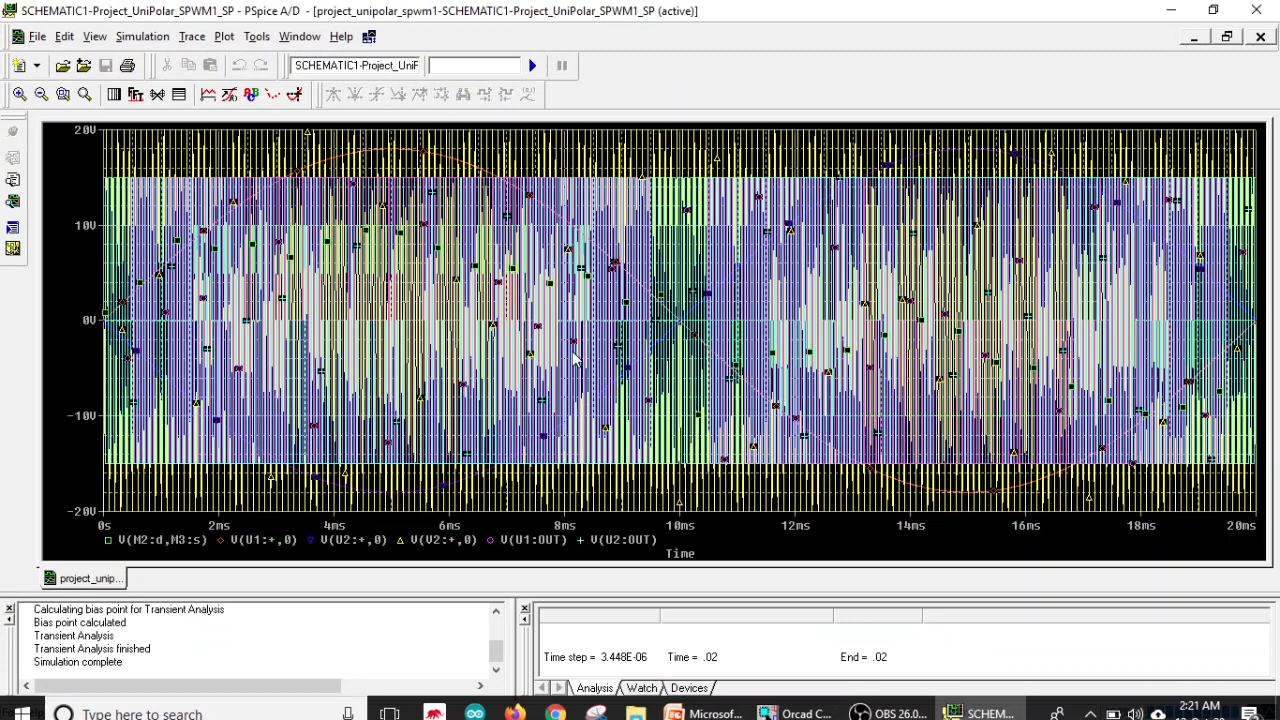 SCHEMATIC1-Project_UniPolar_SPWM1_SP - PSpice A/D - [project_unipolar_spwm1-SCHEMATIC1-Project_UniPolar_SPWM1_SP (active)]
File Edit View Simulation Trace Plot Tools Window Help
SCHEMATIC1-Project_UniF
20V
10V
0V
-10V
-20V
0s 2ms 4ms 6ms 8ms 10ms 12ms 14ms 16ms 18ms 20ms
V(M2:d,M3:s) V(U1:+,0) V(U2:+,0) V(V2:+,0) V(U1:OUT) V(U2:OUT)
Time
project_unip...
Calculating bias point for Transient Analysis
Bias point calculated
Transient Analysis
Transient Analysis finished
Simulation complete
Time step = 3.448E-06 Time = .02 End = .02
Analysis Watch Devices
Type here to search
Microsof...
Orcad C...
OBS 26.0...
SCHEM...
2:21 AM